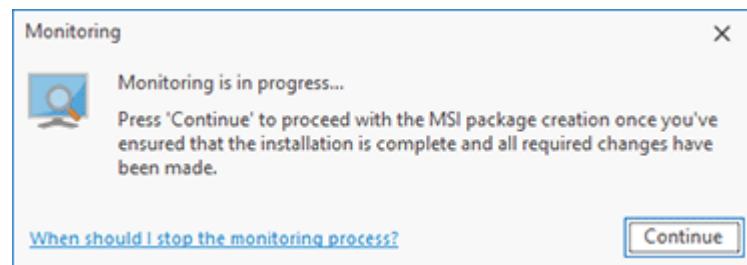 Monitoring
Monitoring is in progress...
Press 'Continue' to proceed with the MSI package creation once you've
ensured that the installation is complete and all required changes have
been made.
When should I stop the monitoring process?
Continue